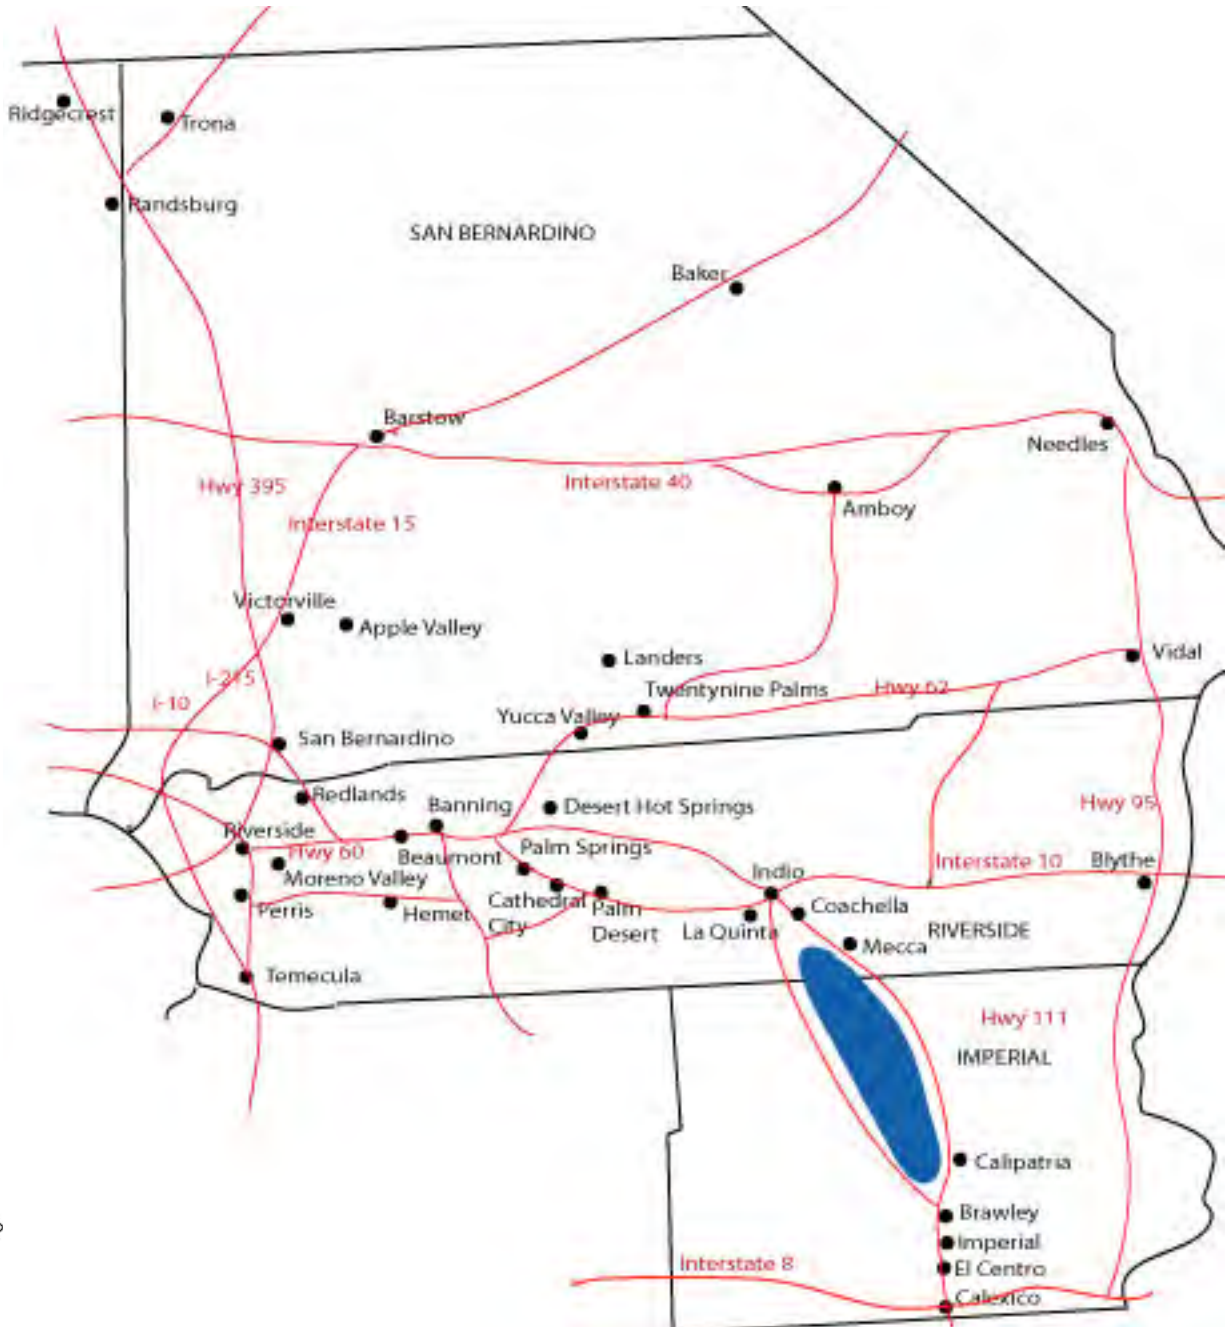 Ridgecrest
Trona
Randsburg
SAN BERNARDINO
Baker
Barstow
Needles
Hwy 395
Interstate 40
Amboy
Interstate 15
Victorville
Apple Valley
Landers
Vidal
I-215
Twentynine Palms
Hwy 62
I-10
Yucca Valley
San Bernardino
Redlands
Banning
Desert Hot Springs
Hwy 95
Riverside
Hwy 60
Beaumont
Palm Springs
Interstate 10
Blythe
Moreno Valley
Indio
Perris
Hemet
Cathedral
City
Palm
Desert
La Quinta
Coachella
RIVERSIDE
Mecca
Temecula
Hwy 111
IMPERIAL
Calipatria
Brawley
Imperial
Interstate 8
El Centro
Calexico